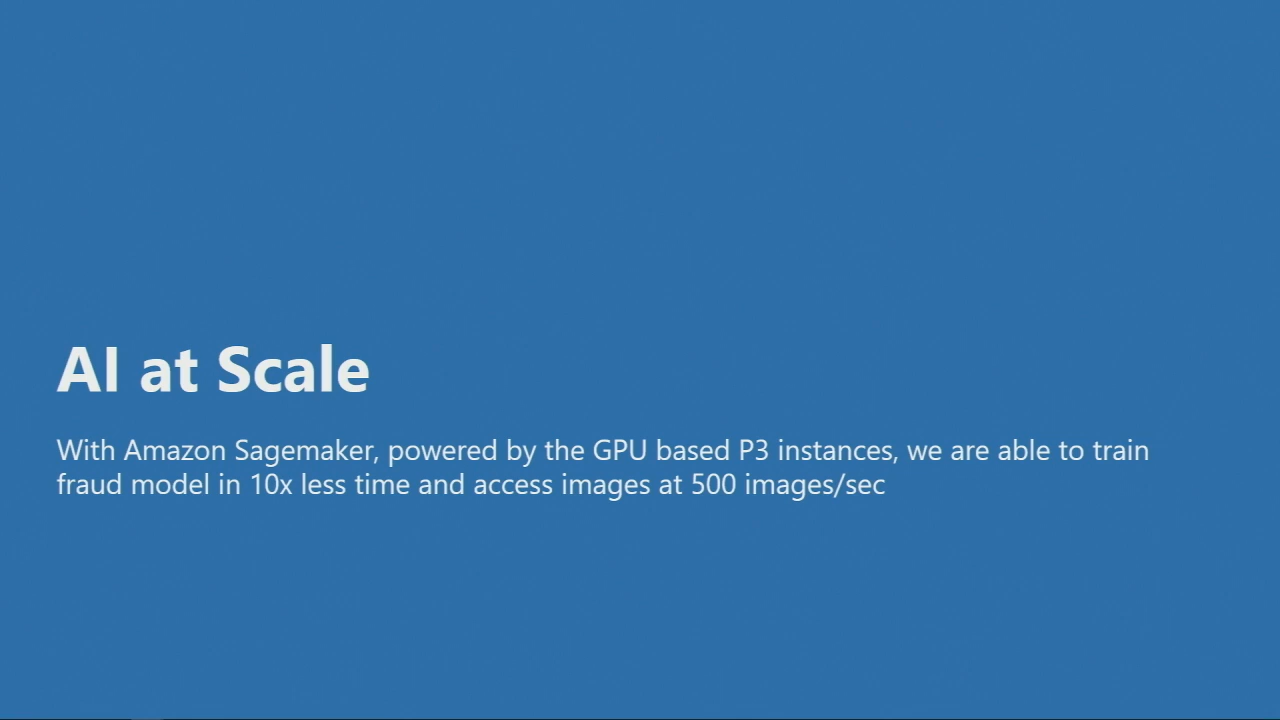 AI at Scale
With Amazon Sagemaker, powered by the GPU based P3 instances, we are able to train
fraud model in 10x less time and access images at 500 images/sec